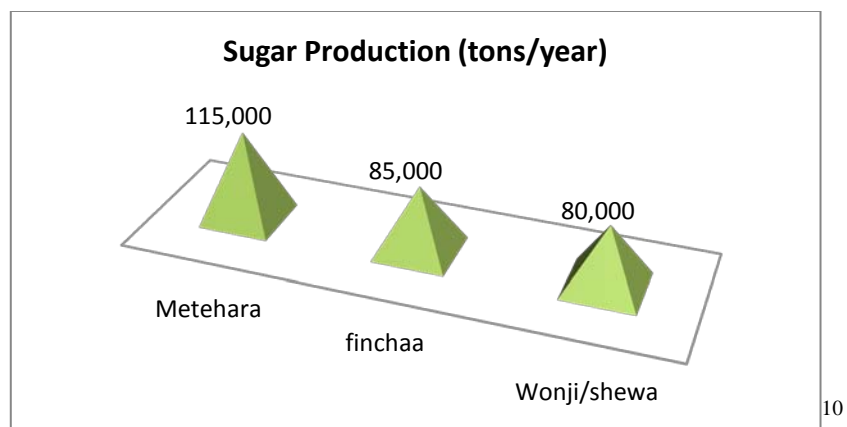 Sugar Production (tons/year)
115,000
85,000
80,000
Metehara
finchaa
Wonji/shewa
10